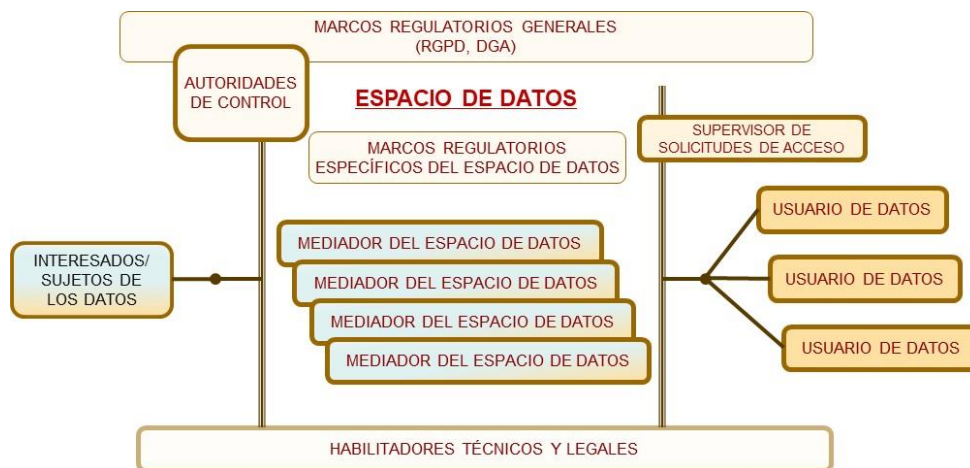 MARCOS REGULATORIOS GENERALES
(RGPD, DGA)
AUTORIDADES
DE CONTROL
ESPACIO DE DATOS
SUPERVISOR DE
SOLICITUDES DE ACCESO
MARCOS REGULATORIOS
ESPECÍFICOS DEL ESPACIO DE DATOS
USUARIO DE DATOS
MEDIADOR DEL ESPACIO DE DATOS
INTERESADOS/
SUJETOS DE
LOS DATOS
MEDIADOR DEL ESPACIO DE DATOS
USUARIO DE DATOS
MEDIADOR DEL ESPACIO DE DATOS
USUARIO DE DATOS
MEDIADOR DEL ESPACIO DE DATOS
HABILITADORES TÉCNICOS Y LEGALES